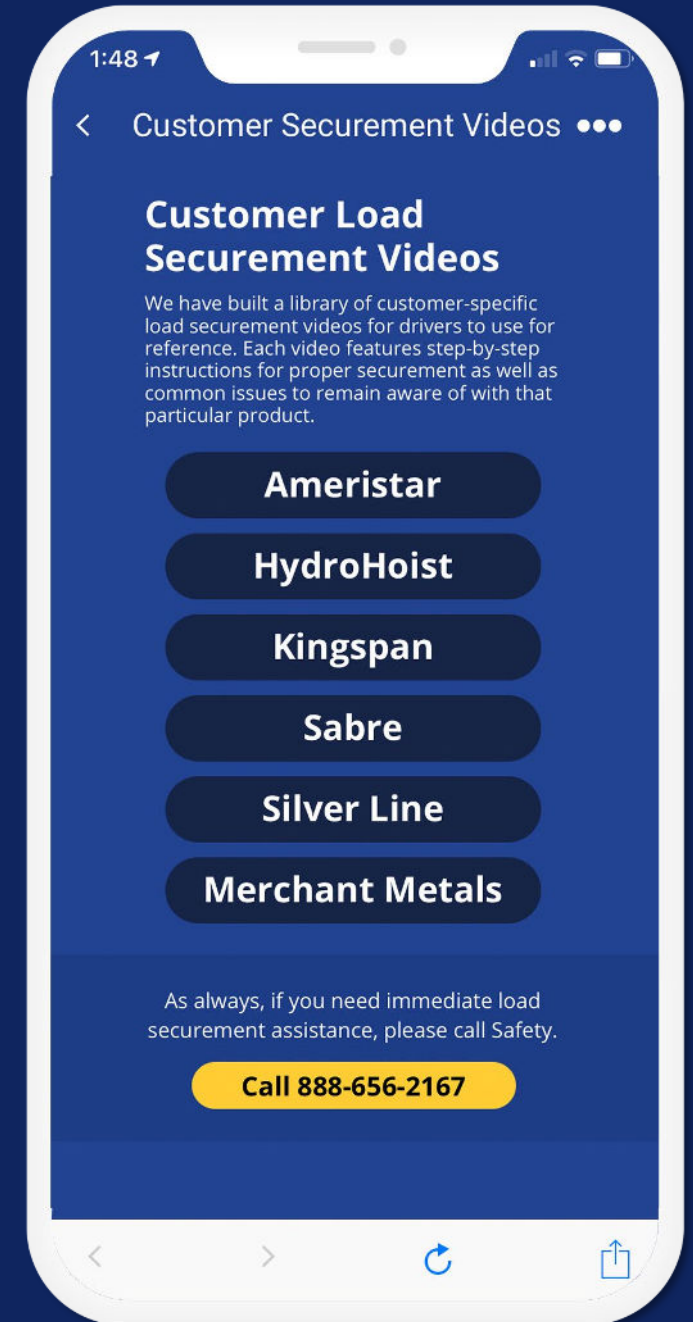 1:48
Customer Securement Videos
Customer Load
Securement Videos
We have built a library of customer-specific
load securement videos for drivers to use for
reference. Each video features step-by-step
instructions for proper securement as well as
common issues to remain aware of with that
particular product.
Ameristar
HydroHoist
Kingspan
Sabre
Silver Line
Merchant Metals
As always, if you need immediate load
securement assistance, please call Safety.
Call 888-656-2167